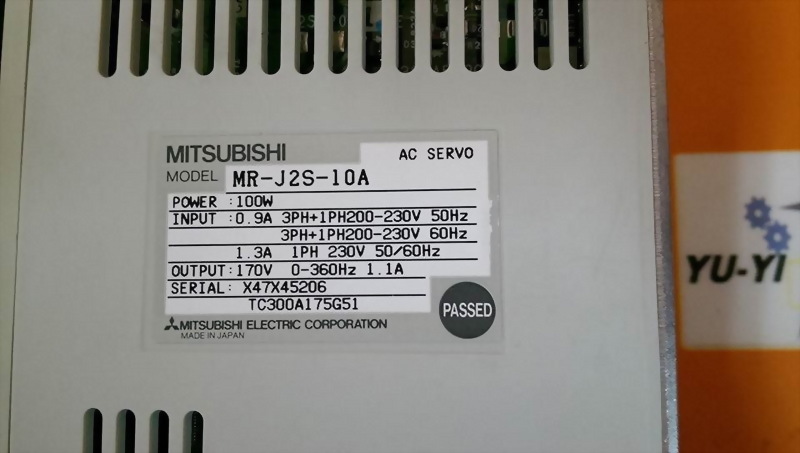 MITSUBISHI AC SERVO
MODEL MR-J2S-10A
POWER :100W
INPUT :0.9A 3PH+1PH200-230V 50Hz
3PH+1PH200-230V 60Hz
1.3A 1PH 230V 50/60Hz
OUTPUT:170V 0-360Hz 1.1A
SERIAL: X47X45206
TC300A175G51
PASSED
MITSUBISHI ELECTRIC CORPORATION
MADE IN JAPAN
YU-YI